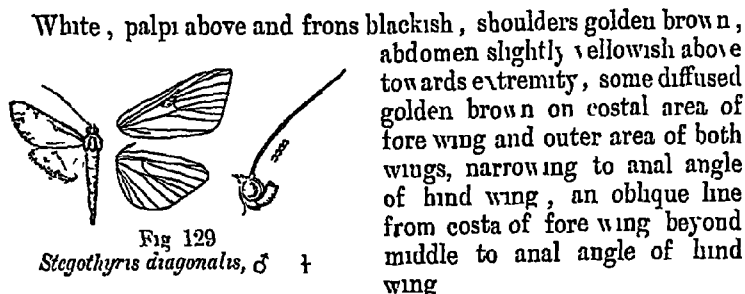 White, palpi above and frons blackish, shoulders golden brown,
abdomen slightly yellowish above
towards extremity, some diffused
golden brown on costal area of
fore wing and outer area of both
wings, narrowing to anal angle
of hind wing, an oblique line
from costa of fore wing beyond
middle to anal angle of hind
wing
Fig 129
Stegothyris diagonalis, ♂ ⅟